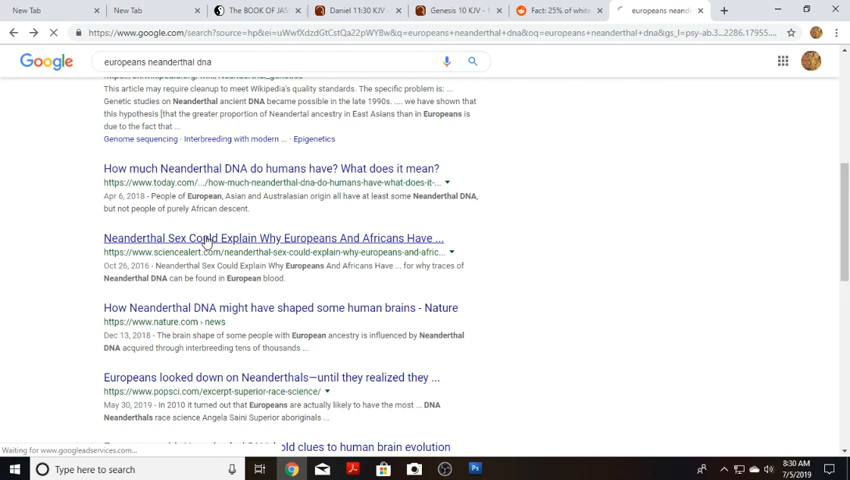 New Tab
New Tab
The BOOK OF JAS
Daniel 11:30 KJV -
Genesis 10 KJV -
Fact: 25% of white
europeans neand
https://www.google.com/search?source=hp&ei=uWwfXdzdGtCstQa22pWYBw&q=europeans+neanderthal+dna&oq=europeans+neanderthal+dna&gs_l=psy-ab.3...2286.17955....
Google
europeans neanderthal dna
This article may require cleanup to meet Wikipedia's quality standards. The specific problem is: ...
Genetic studies on Neanderthal ancient DNA became possible in the late 1990s. .... we have shown that
this hypothesis [that the greater proportion of Neandertal ancestry in East Asians than in Europeans is
due to the fact that ...
Genome sequencing · Interbreeding with modern ... · Epigenetics
How much Neanderthal DNA do humans have? What does it mean?
https://www.today.com/.../how-much-neanderthal-dna-do-humans-have-what-does-it-...
Apr 6, 2018 - People of European, Asian and Australasian origin all have at least some Neanderthal DNA,
but not people of purely African descent.
Neanderthal Sex Could Explain Why Europeans And Africans Have ...
https://www.sciencealert.com/neanderthal-sex-could-explain-why-europeans-and-afric...
Oct 26, 2016 - Neanderthal Sex Could Explain Why Europeans And Africans Have ... for why traces of
Neanderthal DNA can be found in European blood.
How Neanderthal DNA might have shaped some human brains - Nature
https://www.nature.com › news
Dec 13, 2018 - The brain shape of some people with European ancestry is influenced by Neanderthal
DNA acquired through interbreeding tens of thousands ...
Europeans looked down on Neanderthals—until they realized they ...
https://www.popsci.com/excerpt-superior-race-science/
May 30, 2019 - In 2010 it turned out that Europeans are actually likely to have the most ... DNA
Neanderthals race science Angela Saini Superior aboriginals ...
old clues to human brain evolution
Waiting for www.googleadservices.com...
Type here to search
8:30 AM
7/5/2019